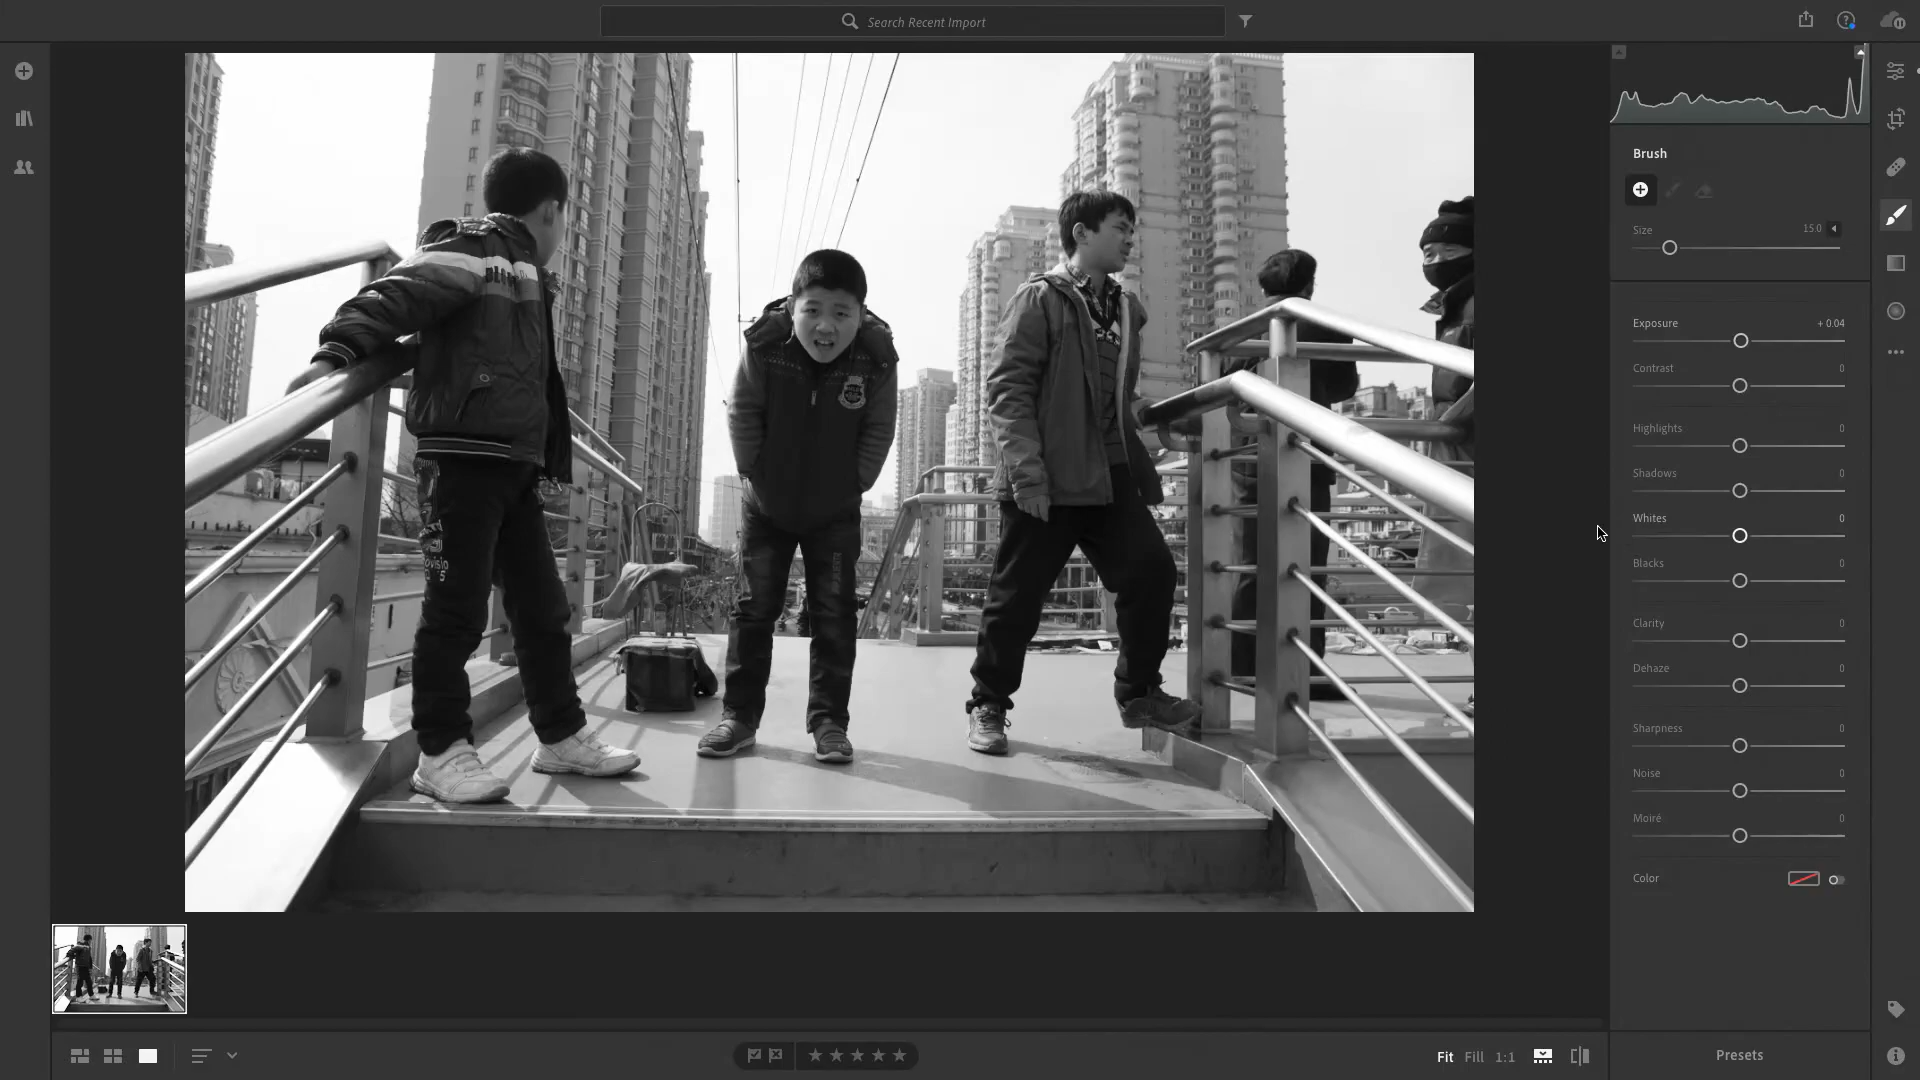 Search Recent Import
Brush
Size
15.0
Exposure
+ 0.04
Contrast
0
Highlights
0
Shadows
0
Whites
0
Blacks
0
Clarity
0
Dehaze
0
Sharpness
0
Noise
0
Moiré
0
Color
Fit
Fill
1:1
Presets